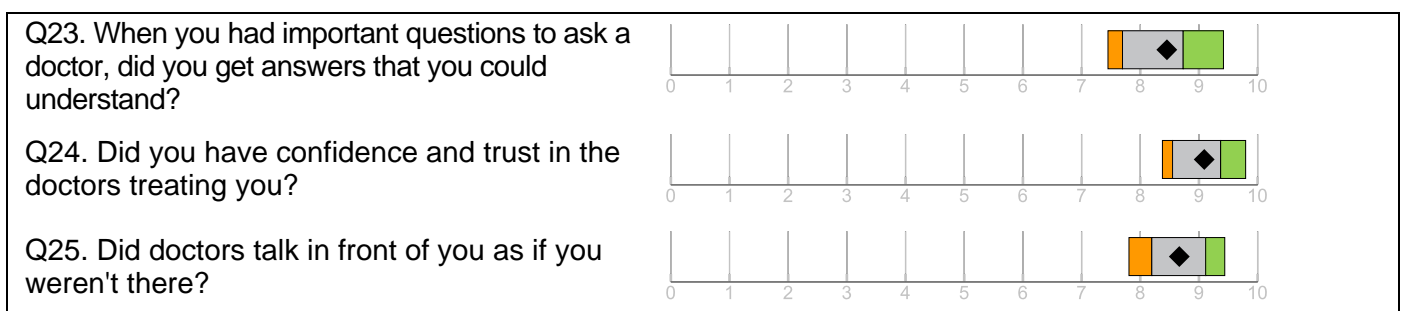 Q23. When you had important questions to ask a
doctor, did you get answers that you could
understand?
0 1 2 3 4 5 6 7 8 9 10
Q24. Did you have confidence and trust in the
doctors treating you?
0 1 2 3 4 5 6 7 8 9 10
Q25. Did doctors talk in front of you as if you
weren't there?
0 1 2 3 4 5 6 7 8 9 10